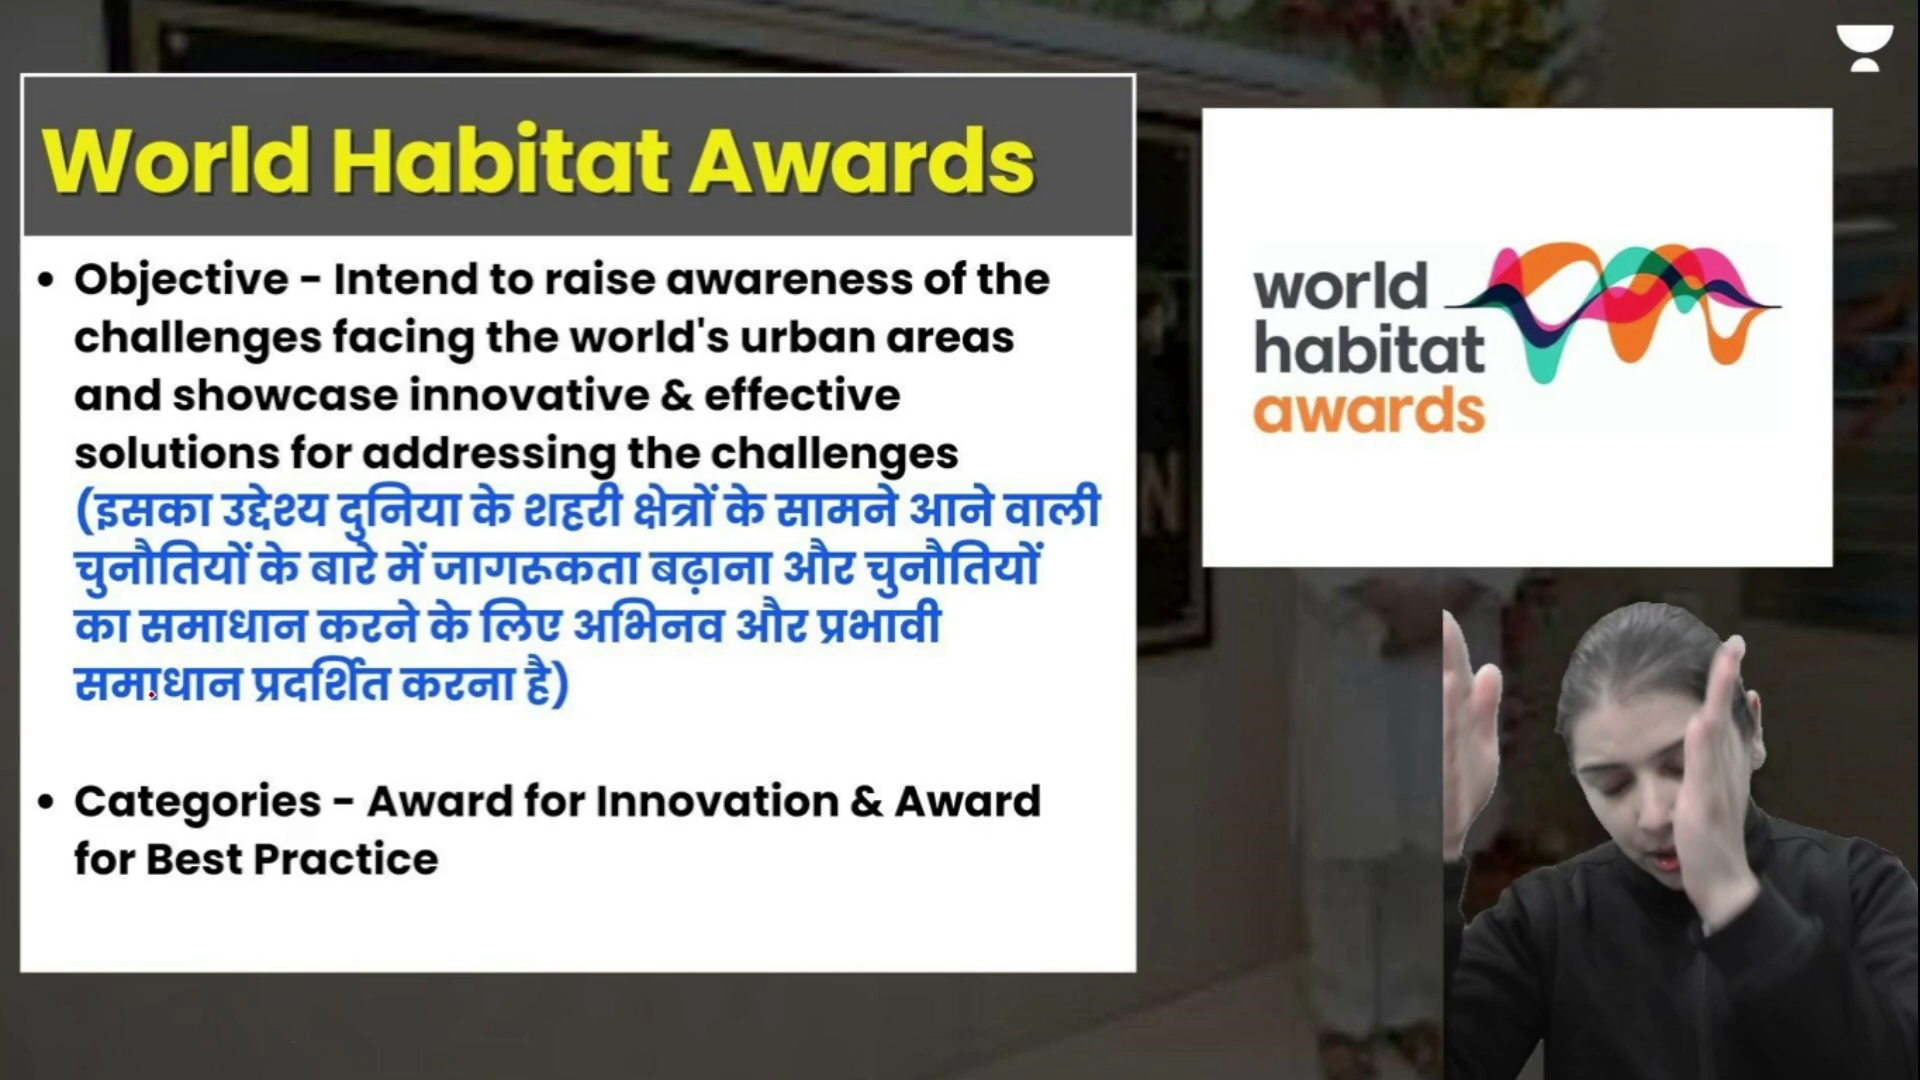 World Habitat Awards
• Objective - Intend to raise awareness of the
challenges facing the world's urban areas
and showcase innovative & effective
solutions for addressing the challenges
(इसका उद्देश्य दुनिया के शहरी क्षेत्रों के सामने आने वाली
चुनौतियों के बारे में जागरूकता बढ़ाना और चुनौतियों
का समाधान करने के लिए अभिनव और प्रभावी
समाधान प्रदर्शित करना है)
• Categories - Award for Innovation & Award
for Best Practice
world
habitat
awards